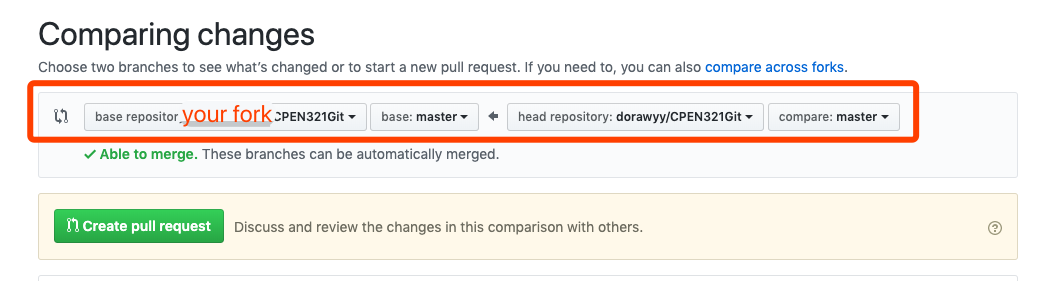 Comparing changes
Choose two branches to see what's changed or to start a new pull request. If you need to, you can also compare across forks.
base repositor your fork CPEN321Git base: master head repository: dorawyy/CPEN321Git compare: master
Able to merge. These branches can be automatically merged.
Create pull request Discuss and review the changes in this comparison with others.